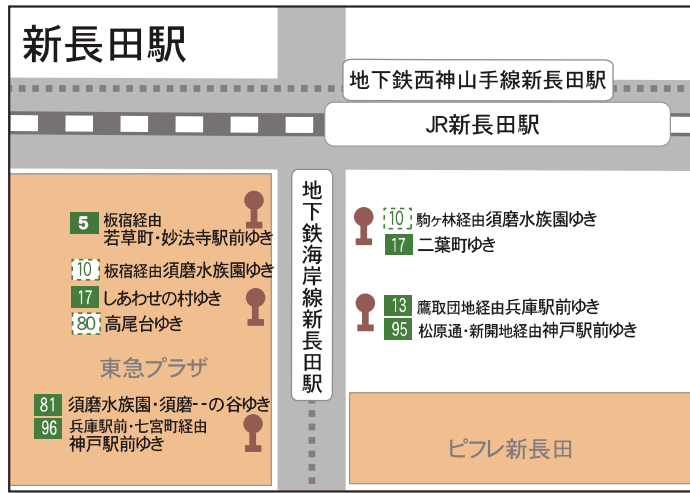 新長田駅
地下鉄西神山手線新長田駅
JR新長田駅
地下鉄海岸線新長田駅
5 板宿経由
若草町・妙法寺駅前ゆき
10 板宿経由須磨水族園ゆき
17 しあわせの村ゆき
80 高尾台ゆき
東急プラザ
81 須磨水族園・須磨--の谷ゆき
96 兵庫駅前・七宮町経由
神戸駅前ゆき
10 駒ヶ林経由須磨水族園ゆき
17 二葉町ゆき
13 鷹取団地経由兵庫駅前ゆき
95 松原通・新開地経由神戸駅前ゆき
ピフレ新長田